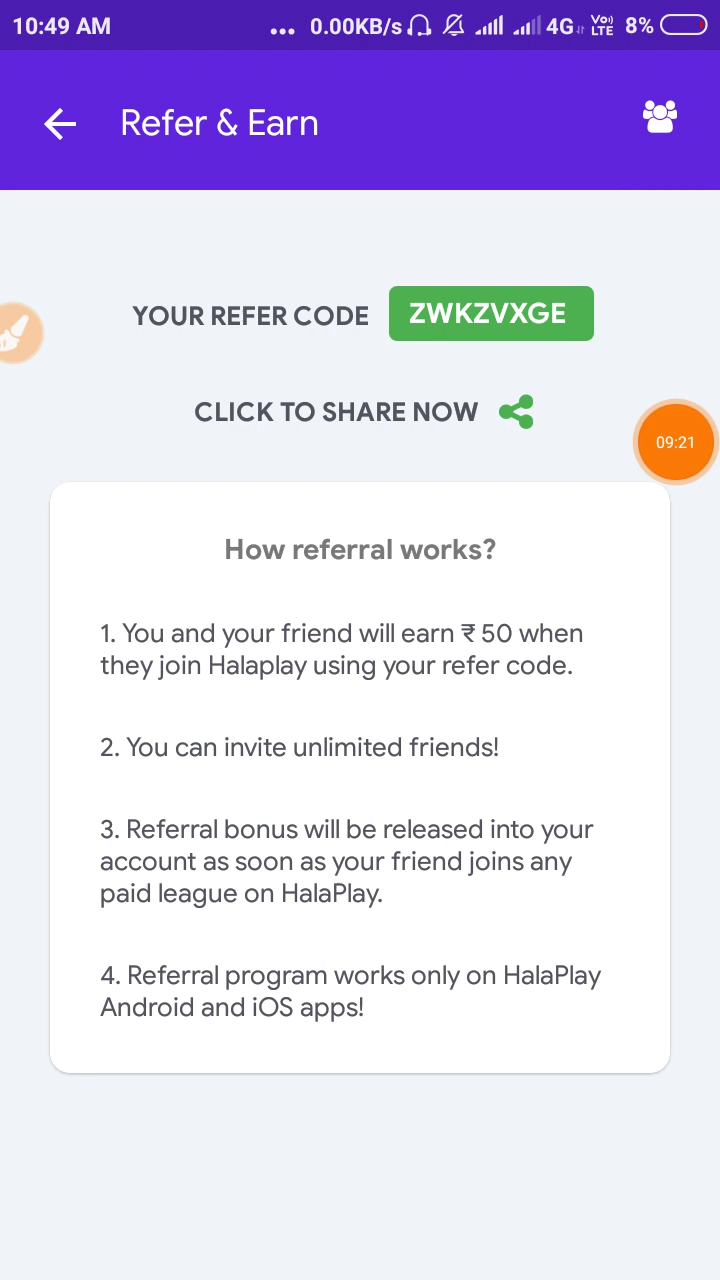 10:49 AM ... 0.00KB/s 4G Vo)) LTE 8%
Refer & Earn
YOUR REFER CODE ZWKZVXGE
CLICK TO SHARE NOW
09:21
How referral works?
1. You and your friend will earn ₹ 50 when
they join Halaplay using your refer code.
2. You can invite unlimited friends!
3. Referral bonus will be released into your
account as soon as your friend joins any
paid league on HalaPlay.
4. Referral program works only on HalaPlay
Android and iOS apps!